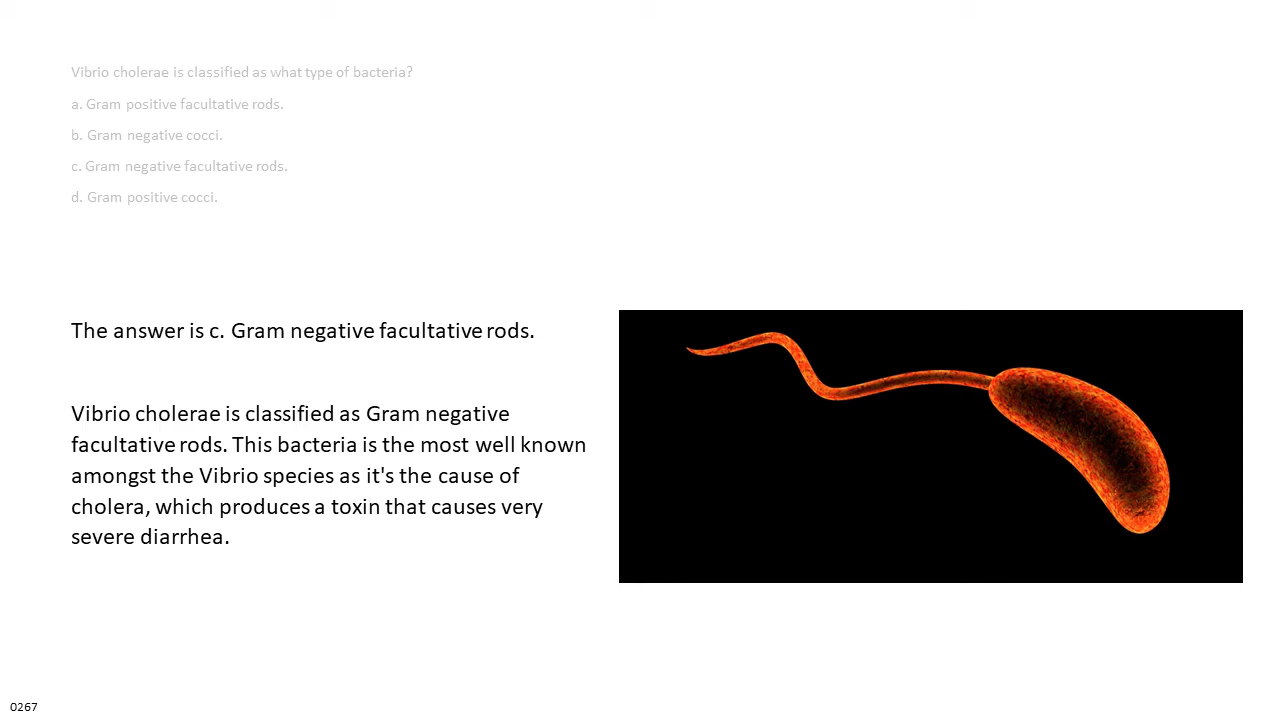 Vibrio cholerae is classified as what type of bacteria?
a. Gram positive facultative rods.
b. Gram negative cocci.
c. Gram negative facultative rods.
d. Gram positive cocci.
The answer is c. Gram negative facultative rods.
Vibrio cholerae is classified as Gram negative
facultative rods. This bacteria is the most well known
amongst the Vibrio species as it's the cause of
cholera, which produces a toxin that causes very
severe diarrhea.
0267